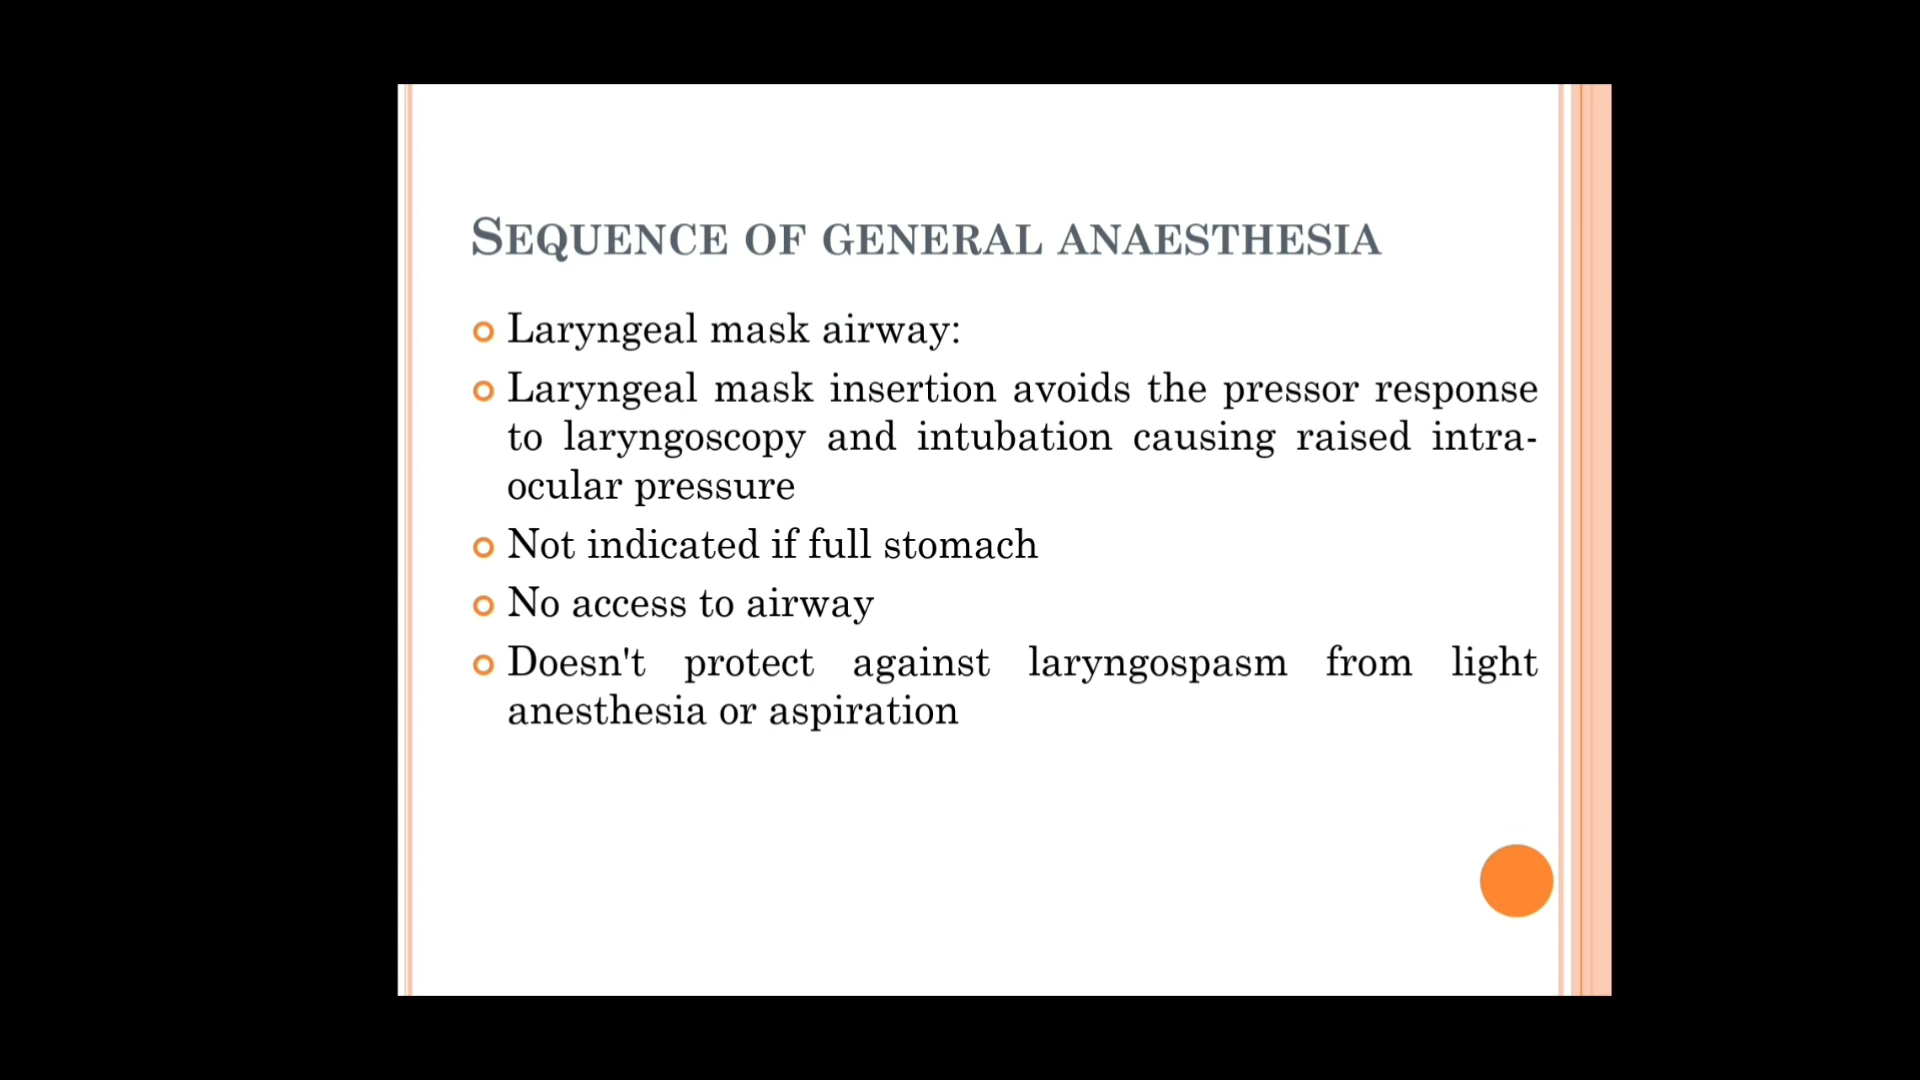 SEQUENCE OF GENERAL ANAESTHESIA
Laryngeal mask airway:
Laryngeal mask insertion avoids the pressor response
to laryngoscopy and intubation causing raised intra-
ocular pressure
Not indicated if full stomach
No access to airway
Doesn't protect against laryngospasm from light
anesthesia or aspiration